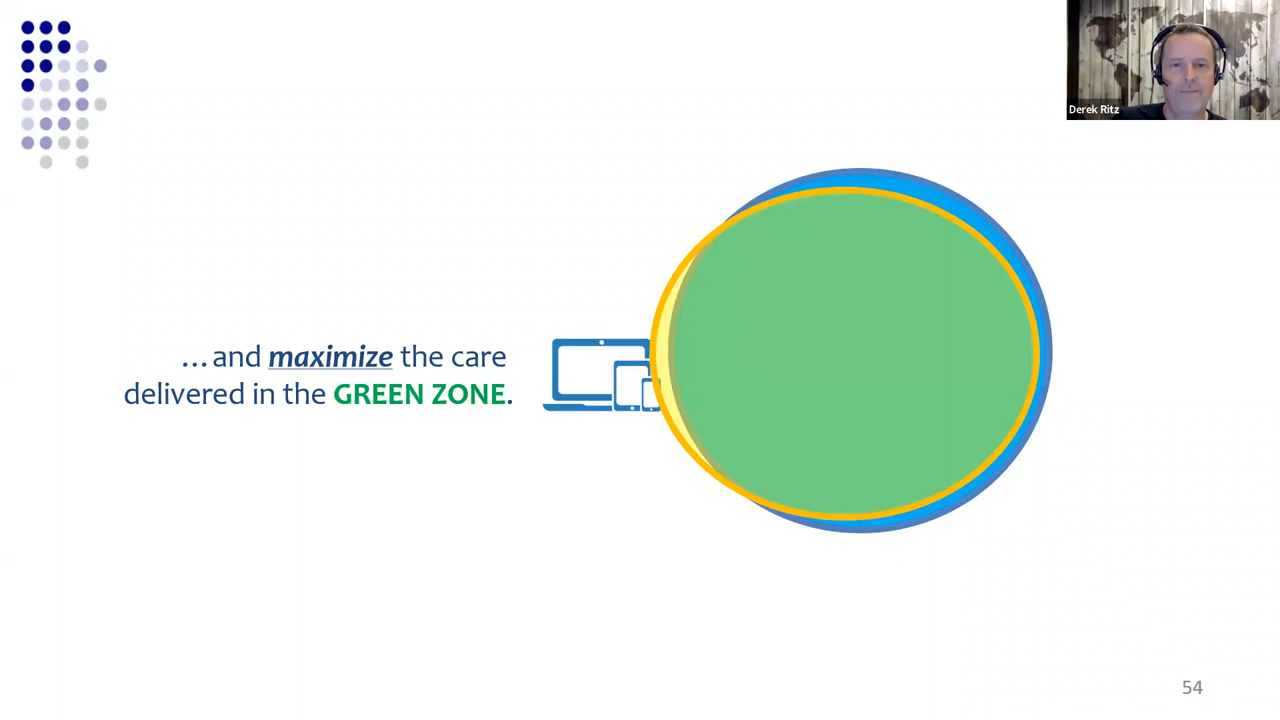 Derek Ritz
…and maximize the care
delivered in the GREEN ZONE.
54